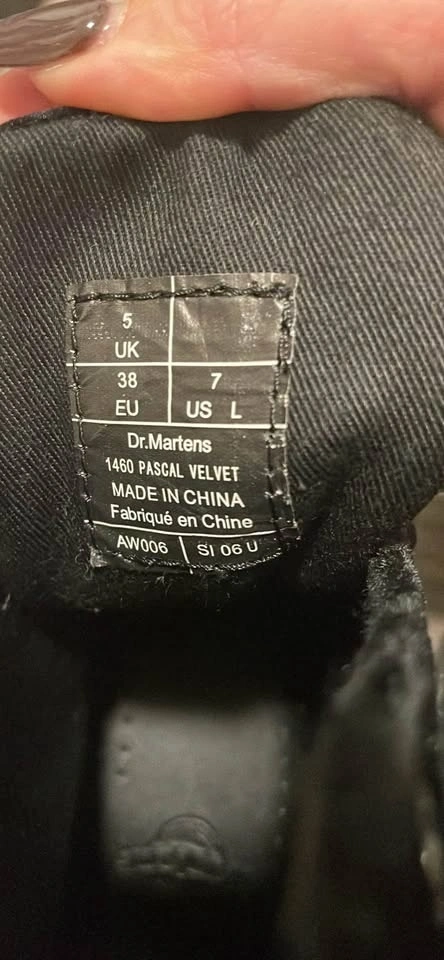 5
UK
38
EU
7
US L
Dr.Martens
1460 PASCAL VELVET
MADE IN CHINA
Fabriqué en Chine
AW006
SI 06 U